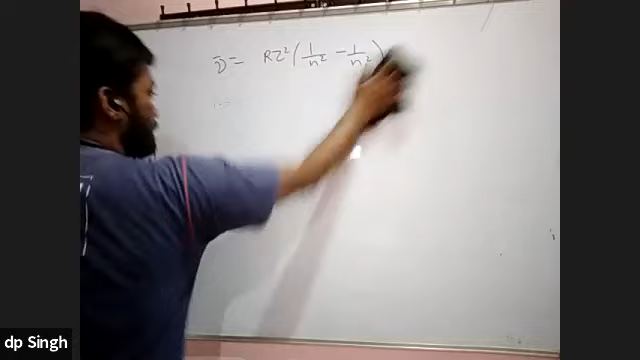 ν̄ = RZ² ( 1/n² − 1/n² )
dp Singh